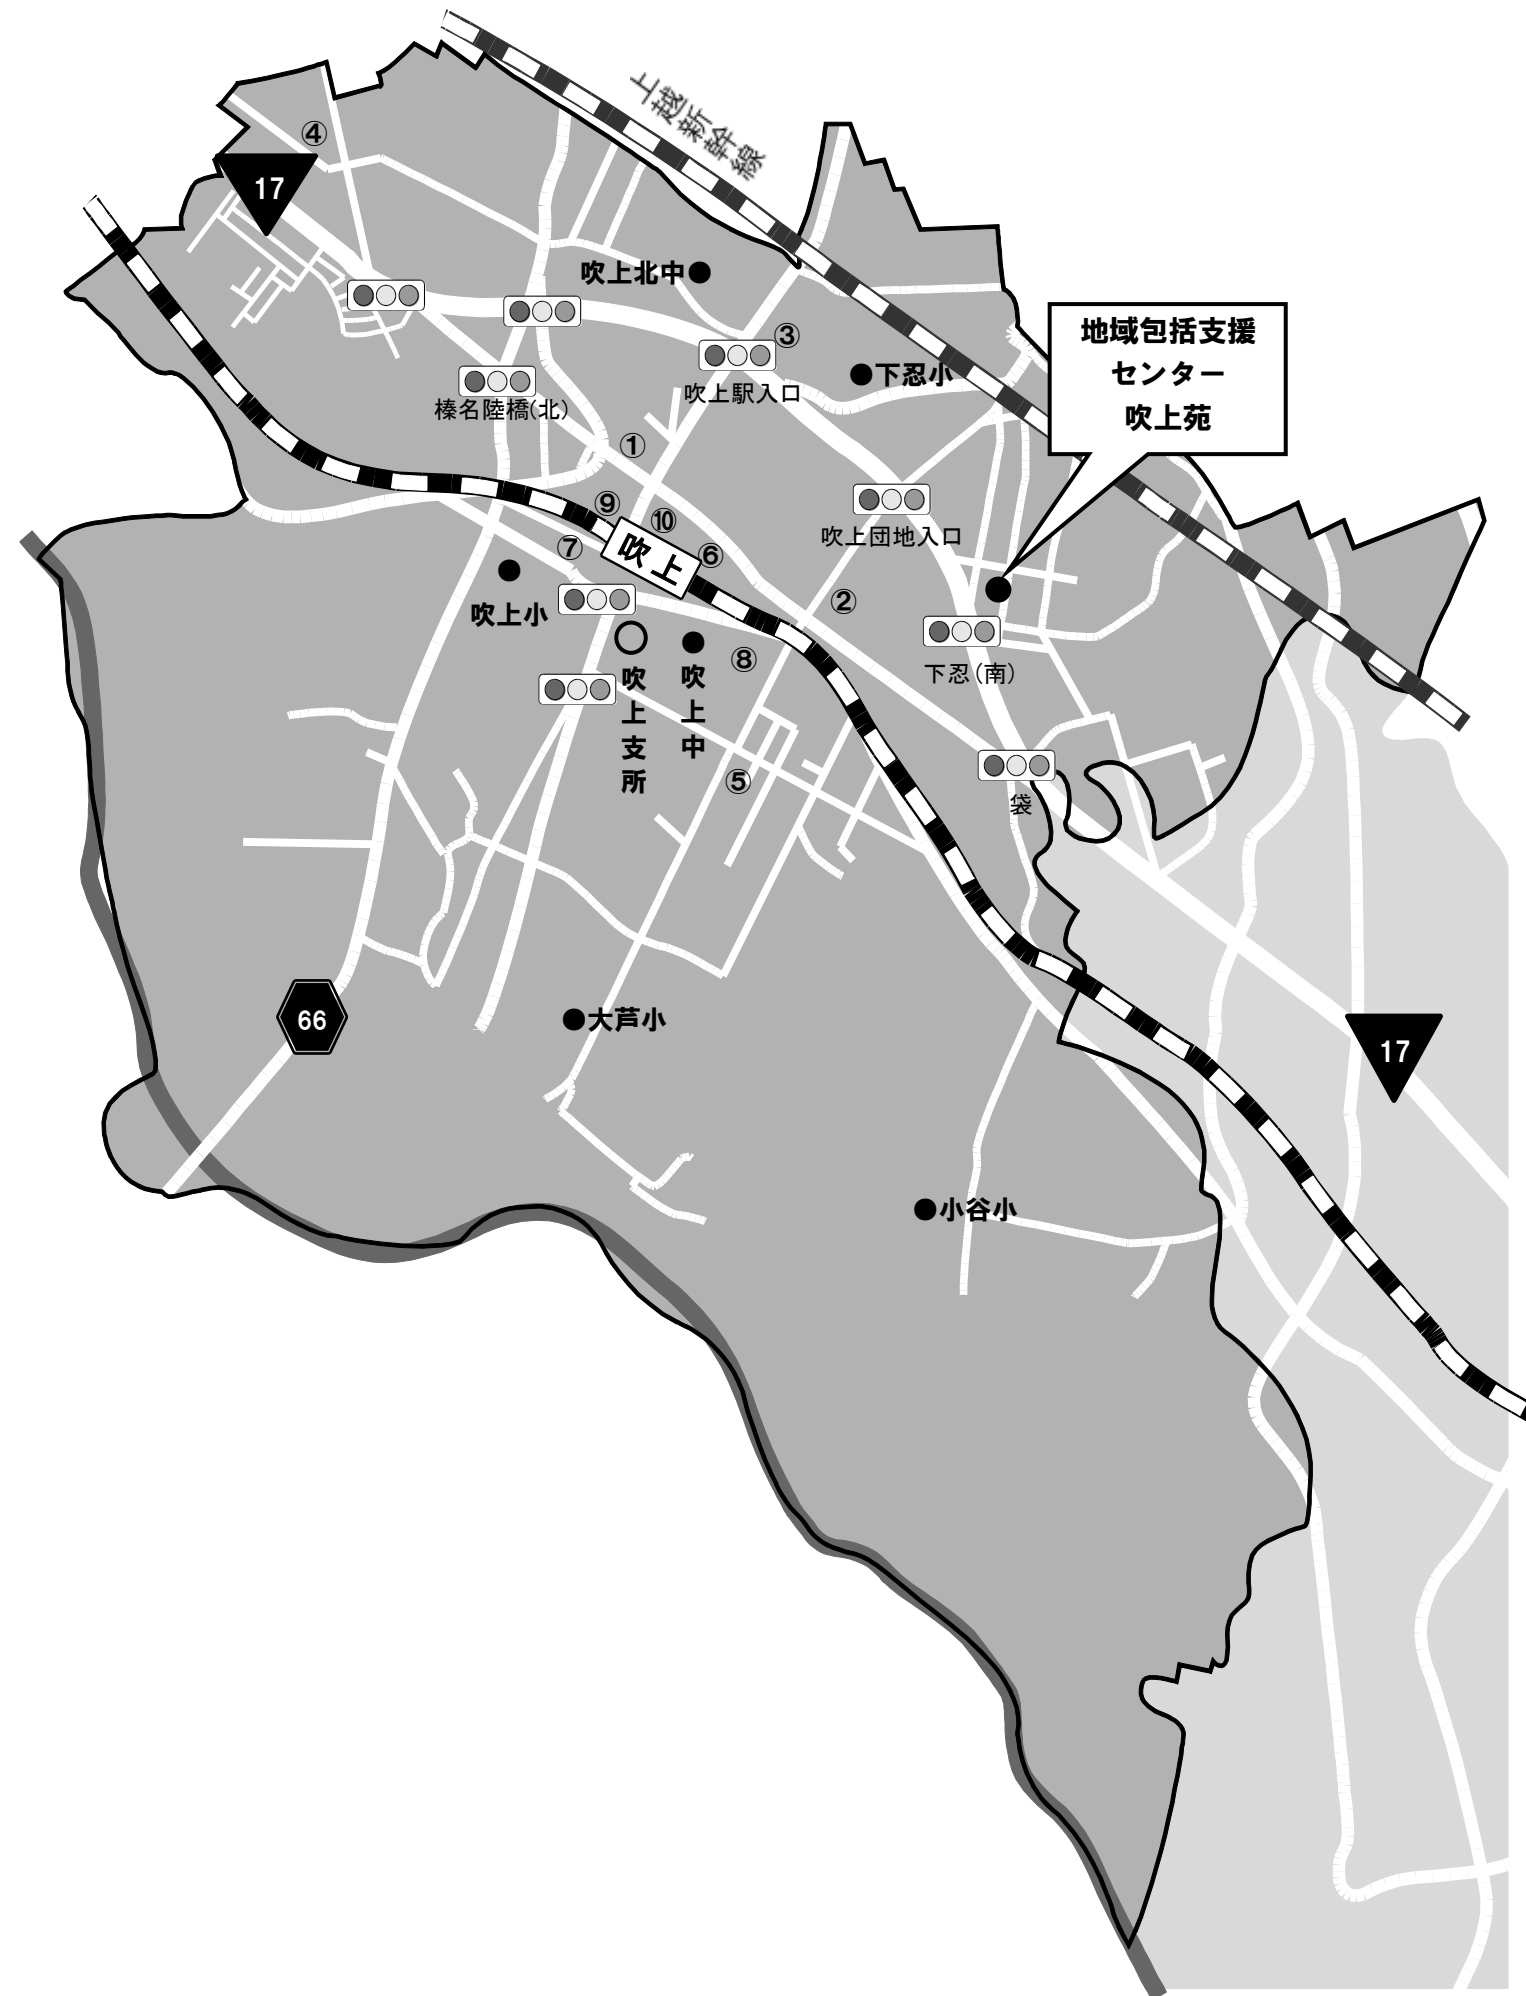 上越新幹線
④
17
吹上北中
③
地域包括支援
センター
吹上苑
下忍小
吹上駅入口
榛名陸橋(北)
①
⑨
⑩
吹上団地入口
⑦
吹上
⑥
吹上小
②
⑧
下忍(南)
吹上支所
吹上中
⑤
袋
66
大芦小
17
小谷小